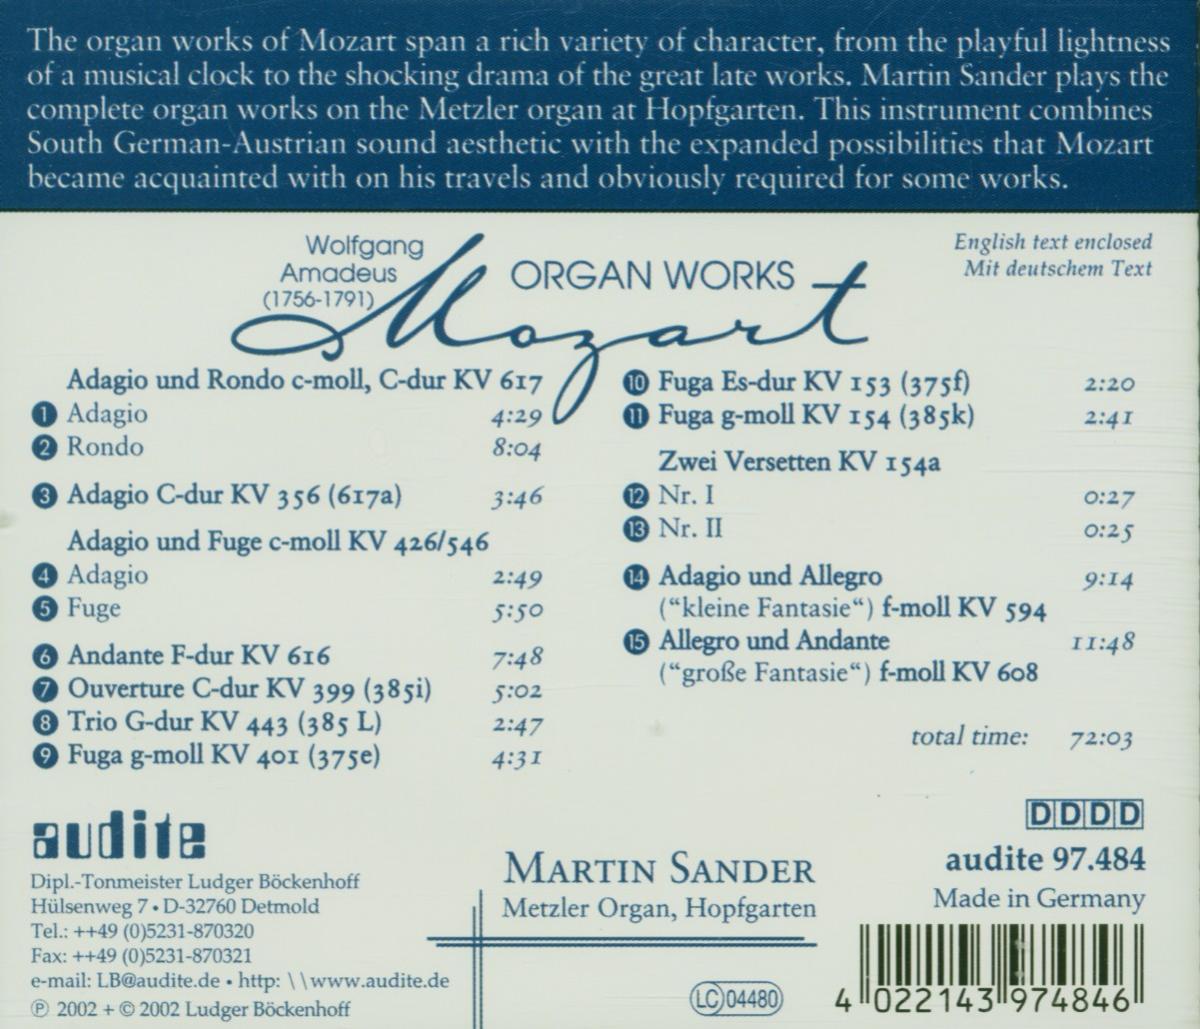 The organ works of Mozart span a rich variety of character, from the playful lightness
of a musical clock to the shocking drama of the great late works. Martin Sander plays the
complete organ works on the Metzler organ at Hopfgarten. This instrument combines
South German-Austrian sound aesthetic with the expanded possibilities that Mozart
became acquainted with on his travels and obviously required for some works.
Wolfgang
Amadeus
(1756-1791)
Mozart
ORGAN WORKS
English text enclosed
Mit deutschem Text
Adagio und Rondo c-moll, C-dur KV 617
1 Adagio 4:29
2 Rondo 8:04
3 Adagio C-dur KV 356 (617a) 3:46
Adagio und Fuge c-moll KV 426/546
4 Adagio 2:49
5 Fuge 5:50
6 Andante F-dur KV 616 7:48
7 Ouverture C-dur KV 399 (385i) 5:02
8 Trio G-dur KV 443 (385 L) 2:47
9 Fuga g-moll KV 401 (375e) 4:31
10 Fuga Es-dur KV 153 (375f) 2:20
11 Fuga g-moll KV 154 (385k) 2:41
Zwei Versetten KV 154a
12 Nr. I 0:27
13 Nr. II 0:25
14 Adagio und Allegro 9:14
("kleine Fantasie") f-moll KV 594
15 Allegro und Andante 11:48
("große Fantasie") f-moll KV 608
total time: 72:03
audite
Dipl.-Tonmeister Ludger Böckenhoff
Hülsenweg 7 • D-32760 Detmold
Tel.: ++49 (0)5231-870320
Fax: ++49 (0)5231-870321
e-mail: LB@audite.de • http: \\www.audite.de
℗ 2002 + © 2002 Ludger Böckenhoff
MARTIN SANDER
Metzler Organ, Hopfgarten
LC 04480
DDDD
audite 97.484
Made in Germany
4 022143 974846